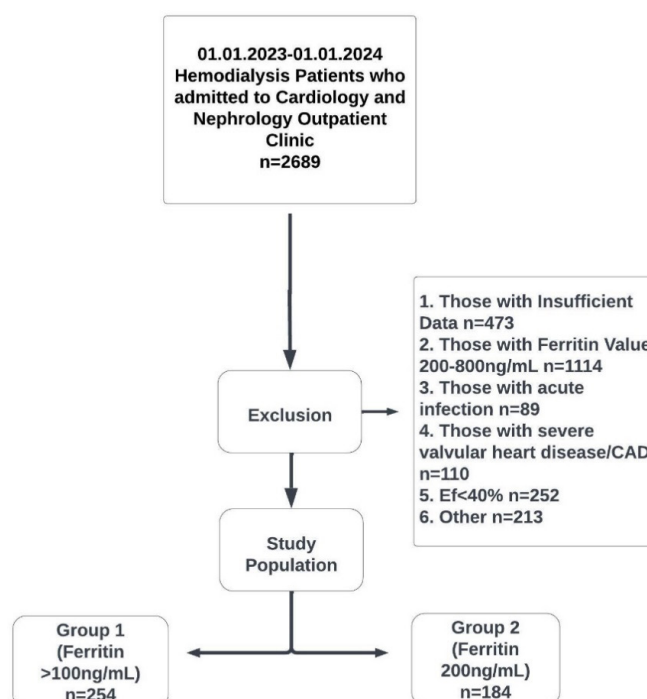 01.01.2023-01.01.2024
Hemodialysis Patients who
admitted to Cardiology and
Nephrology Outpatient
Clinic
n=2689
Exclusion
1. Those with Insufficient
Data n=473
2. Those with Ferritin Value
200-800ng/mL n=1114
3. Those with acute
infection n=89
4. Those with severe
valvular heart disease/CAD
n=110
5. Ef<40% n=252
6. Other n=213
Study
Population
Group 1
(Ferritin
>100ng/mL)
n=254
Group 2
(Ferritin
200ng/mL)
n=184